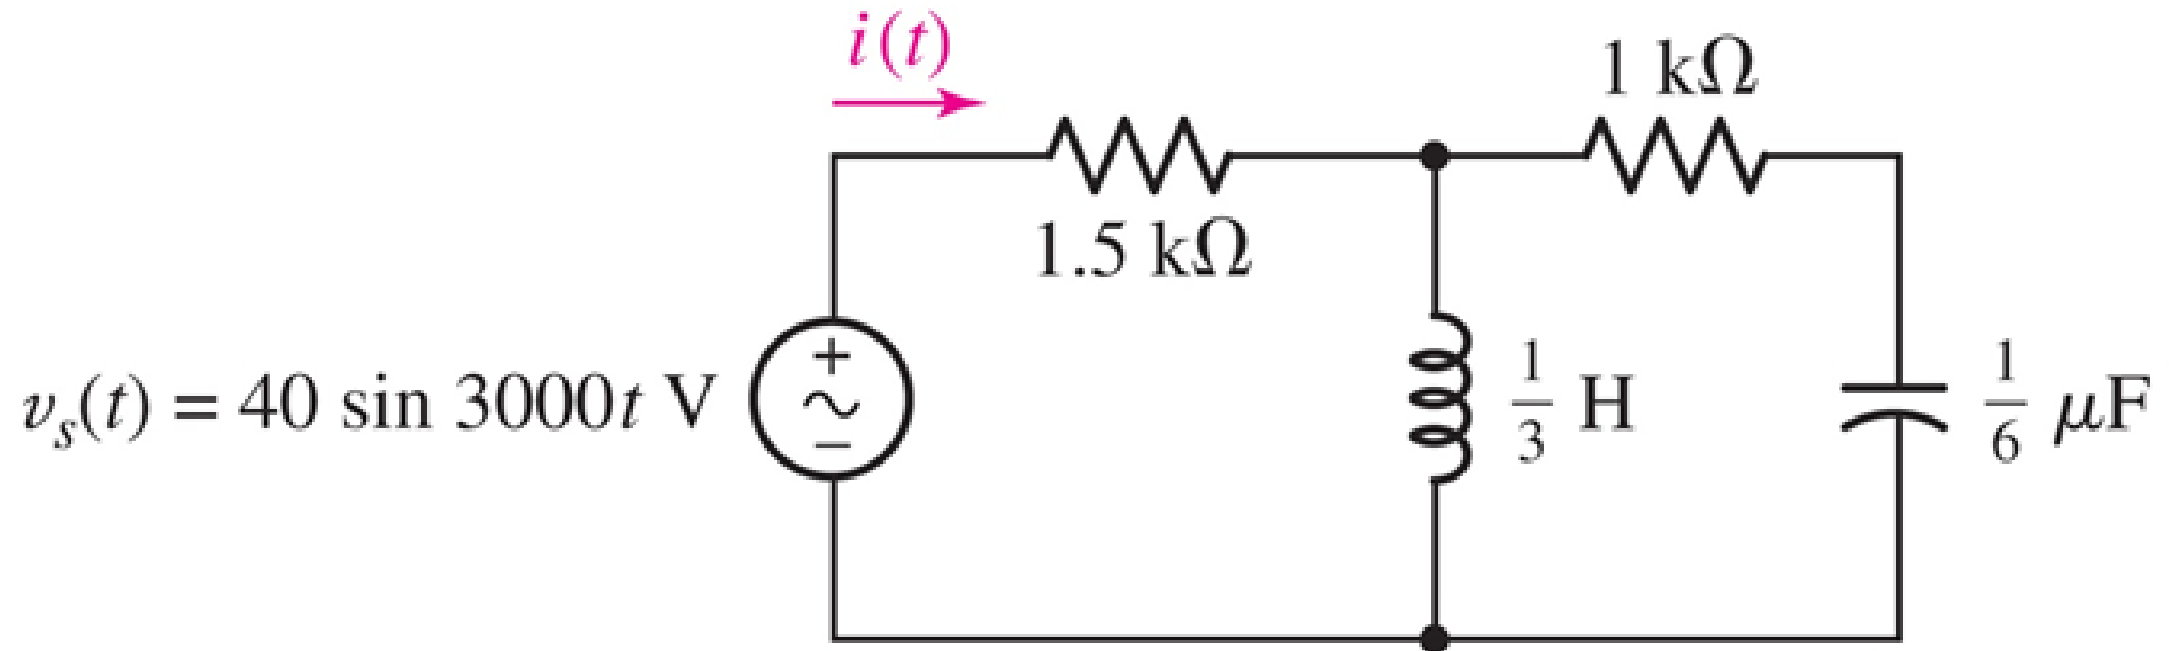 i(t)
1 kΩ
1.5 kΩ
v_s(t) = 40 sin 3000t V
+
~
−
1/3 H
1/6 μF